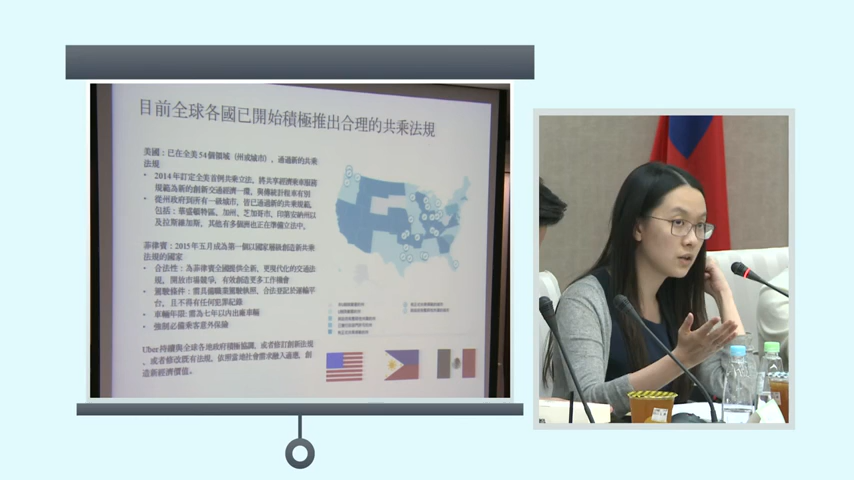 目前全球各國已開始積極推出合理的共乘法規
美國：已在全美54個領域（州或城市），通過新的共乘
法規
• 2014年訂定全美首例共乘立法，將共享經濟乘車服務
規範為新的創新交通經濟一環，與傳統計程車有別
• 從州政府到所有一級城市，皆已通過新的共乘規範，
包括：華盛頓特區、加州、芝加哥市、印第安納州以
及拉斯維加斯，其他有多個洲也正在準備立法中。
菲律賓：2015年五月成為第一個以國家層級創造新共乘
法規的國家
• 合法性：為菲律賓全國提供全新、更現代化的交通法
規，開放市場競爭，有效創造更多工作機會
• 駕駛條件：需具備職業駕駛執照，合法登記於運輸平
台，且不得有任何犯罪紀錄
• 車輛年限：需為七年以內出廠車輛
• 強制必備乘客意外保險
Uber持續與全球各地政府積極協議，或者修訂創新法規
、或者修改既有法規，依照當地社會需求融入適應，創
造新經濟價值。